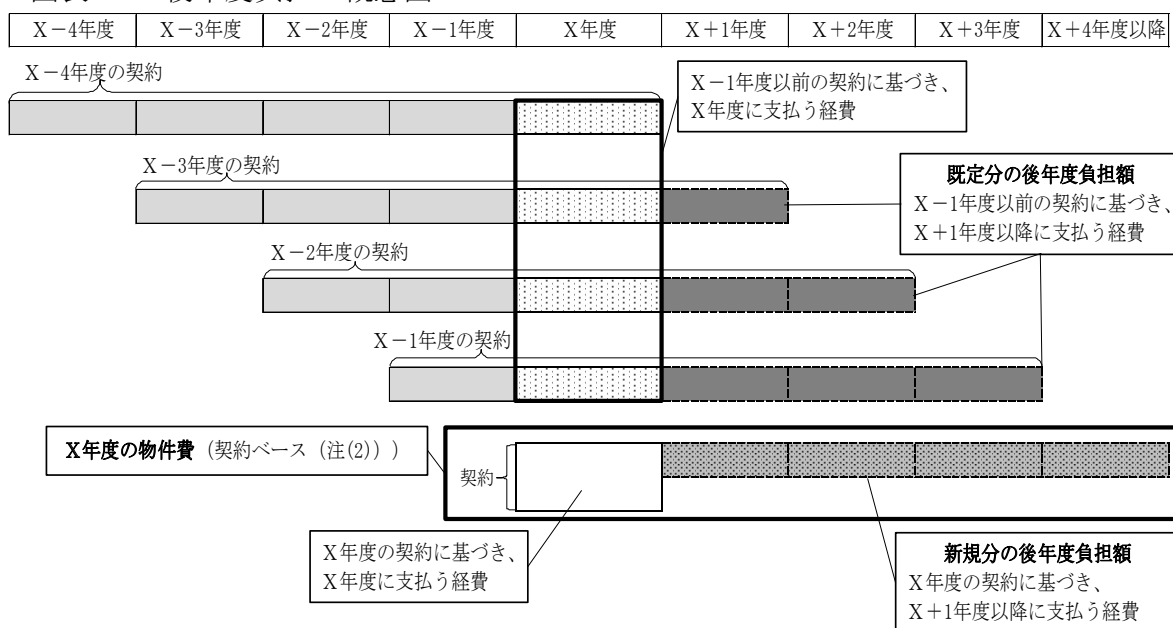 X－4年度 X－3年度 X－2年度 X－1年度 X年度 X＋1年度 X＋2年度 X＋3年度 X＋4年度以降
X－4年度の契約
X－1年度以前の契約に基づき、
X年度に支払う経費
X－3年度の契約
既定分の後年度負担額
X－1年度以前の契約に基づき、
X＋1年度以降に支払う経費
X－2年度の契約
X－1年度の契約
X年度の物件費（契約ベース（注(2)））
契約
X年度の契約に基づき、
X年度に支払う経費
新規分の後年度負担額
X年度の契約に基づき、
X＋1年度以降に支払う経費